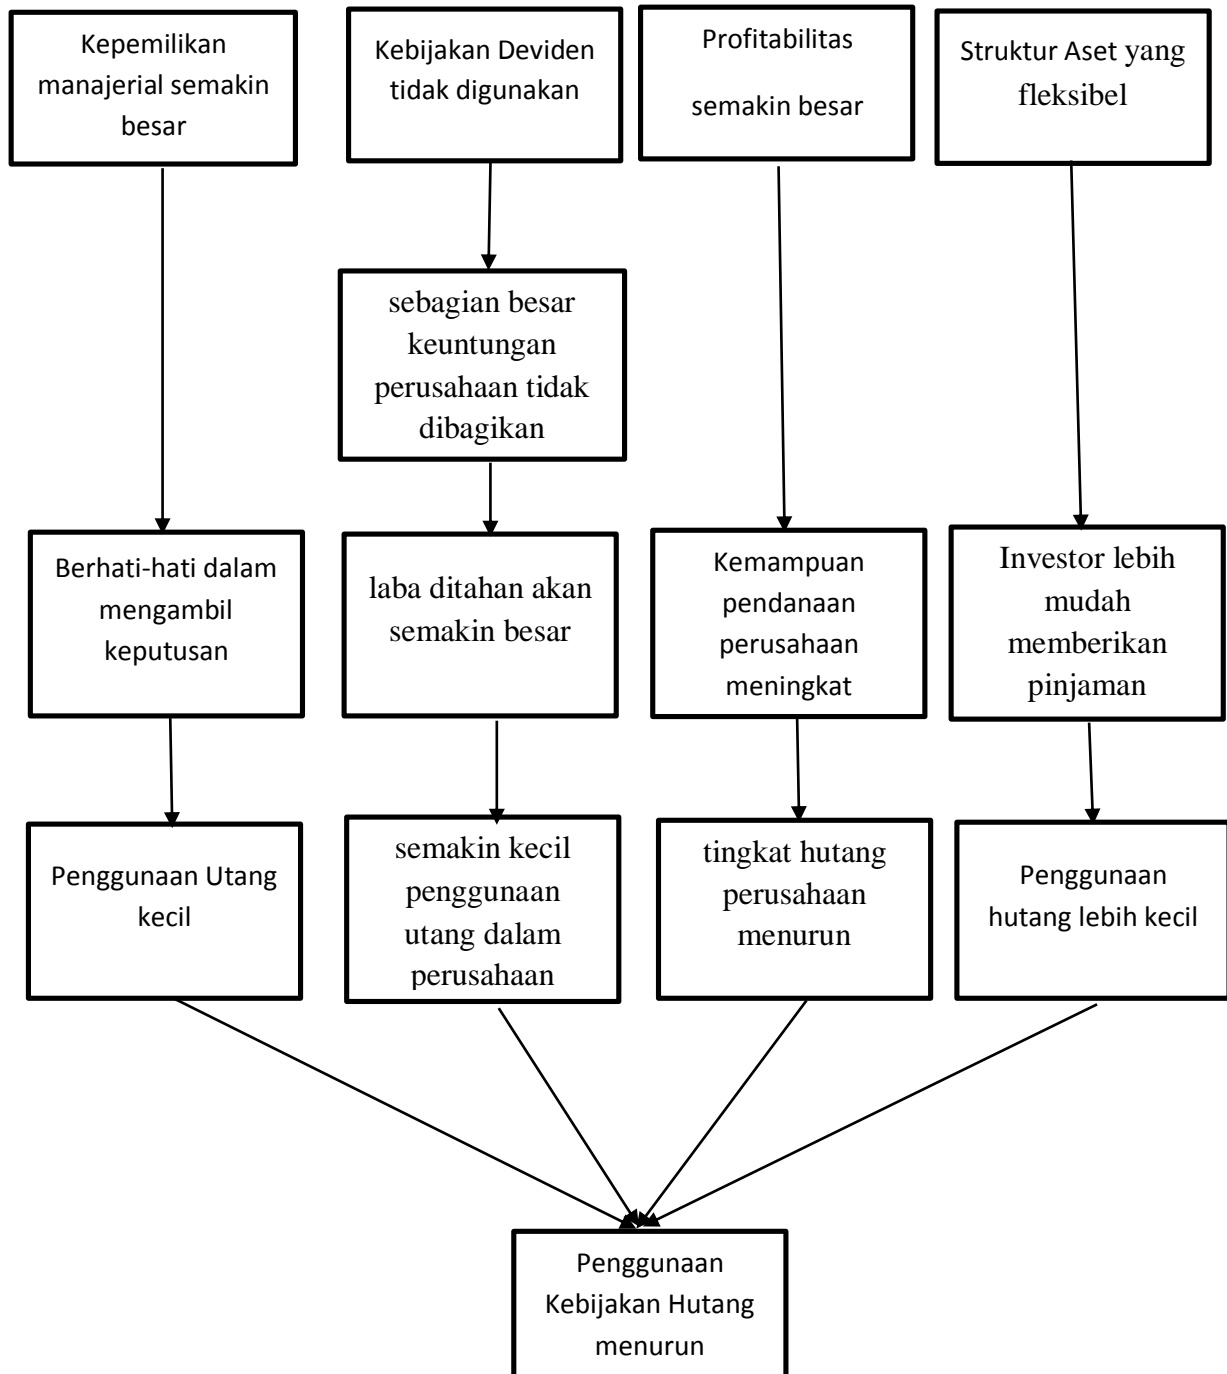 Kepemilikan
manajerial semakin
besar
Kebijakan Deviden
tidak digunakan
Profitabilitas
semakin besar
Struktur Aset yang
fleksibel
sebagian besar
keuntungan
perusahaan tidak
dibagikan
Berhati-hati dalam
mengambil
keputusan
laba ditahan akan
semakin besar
Kemampuan
pendanaan
perusahaan
meningkat
Investor lebih
mudah
memberikan
pinjaman
Penggunaan Utang
kecil
semakin kecil
penggunaan
utang dalam
perusahaan
tingkat hutang
perusahaan
menurun
Penggunaan
hutang lebih kecil
Penggunaan
Kebijakan Hutang
menurun